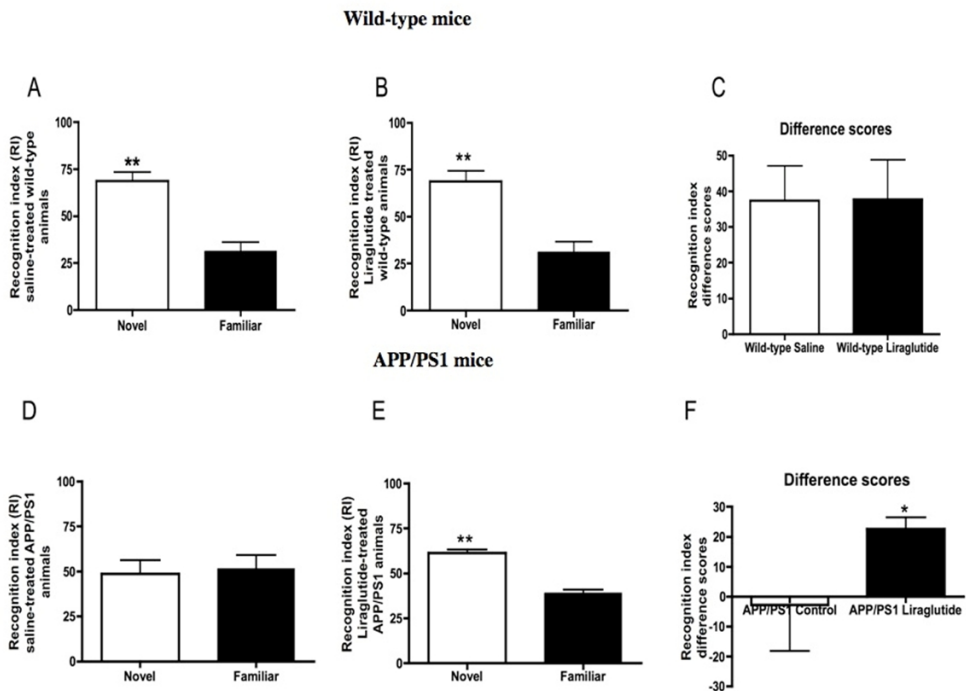 Wild-type mice
A
Recognition index (RI)
saline-treated wild-type
animals
100
75
50
25
0
**
Novel
Familiar
B
Recognition index (RI)
Liraglutide treated
wild-type animals
100
75
50
25
0
**
Novel
Familiar
C
Difference scores
Recognition index
difference scores
50
40
30
20
10
0
Wild-type Saline
Wild-type Liraglutide
APP/PS1 mice
D
Recognition index (RI)
saline-treated APP/PS1
animals
100
75
50
25
0
Novel
Familiar
E
Recognition index (RI)
Liraglutide-treated
APP/PS1 animals
100
75
50
25
0
**
Novel
Familiar
F
Difference scores
Recognition index
difference scores
30
20
10
0
-10
-20
-30
*
APP/PS1 Control
APP/PS1 Liraglutide